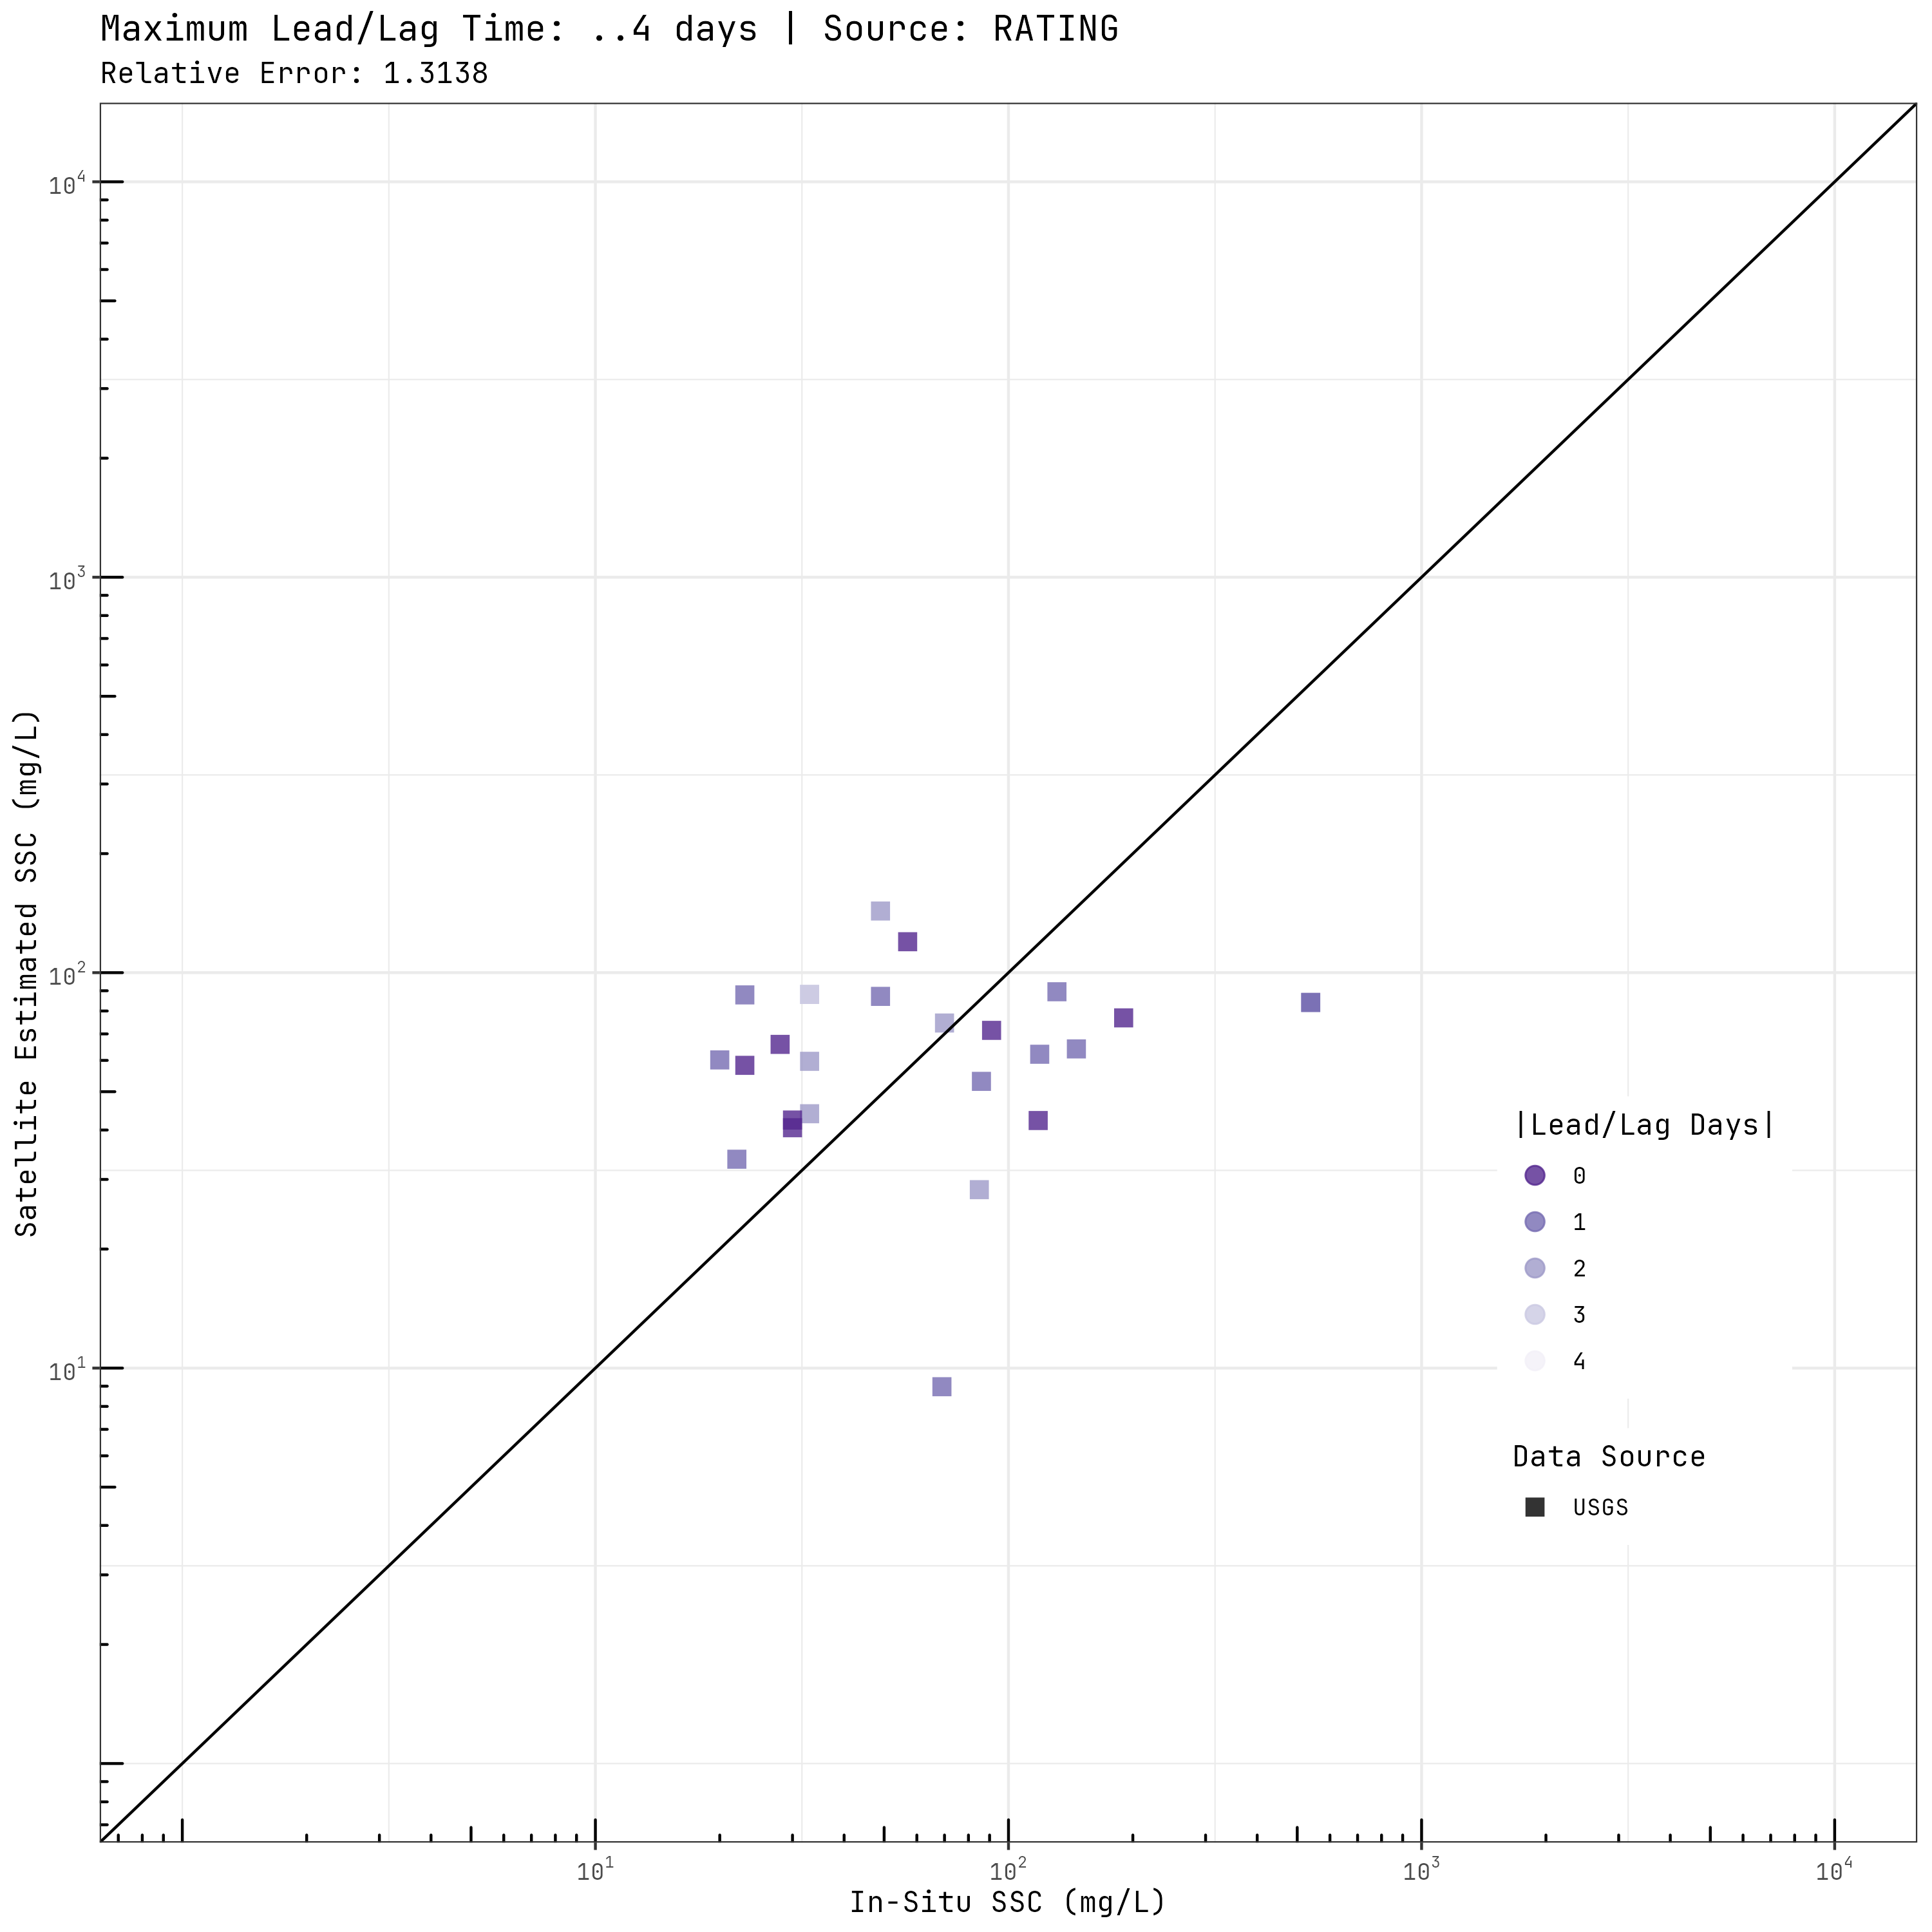 Maximum Lead/Lag Time: ..4 days | Source: RATING
Relative Error: 1.3138
Satellite Estimated SSC (mg/L)
10⁴
10³
10²
10¹
|Lead/Lag Days|
0
1
2
3
4
Data Source
USGS
10¹ 10² 10³ 10⁴
In-Situ SSC (mg/L)